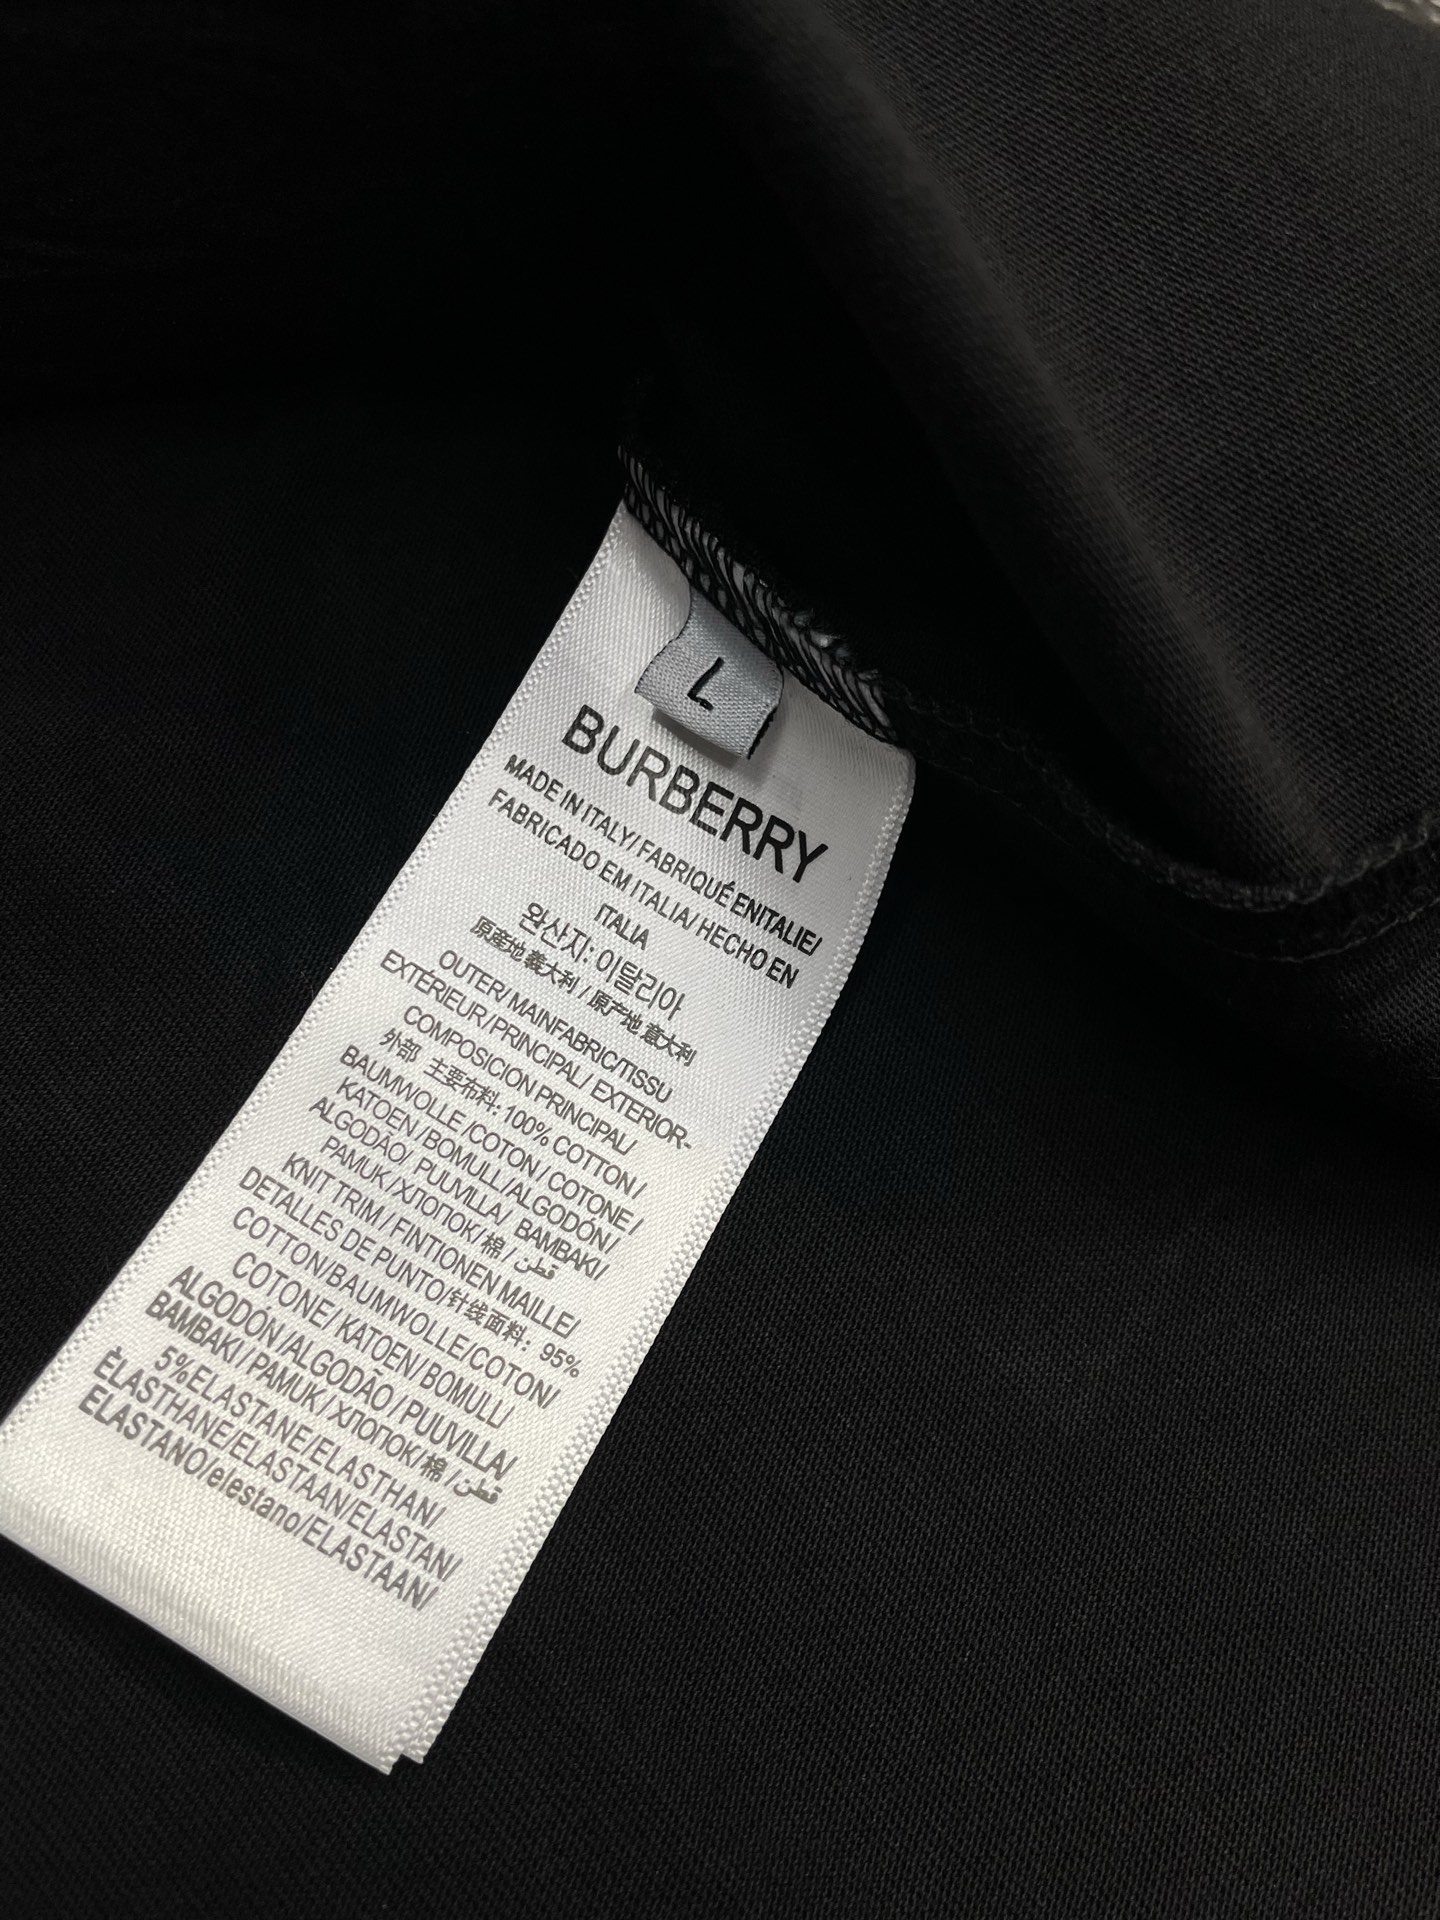 L
BURBERRY
MADE IN ITALY/ FABRIQUÉ ENITALIE/
FABRICADO EM ITALIA/ HECHO EN
ITALIA
완산지: 이탈리아
原產地 義大利 / 原产地 意大利
OUTER/ MAINFABRIC/TISSU
EXTÉRIEUR/PRINCIPAL/ EXTERIOR-
COMPOSICION PRINCIPAL/
外部 主要布料: 100% COTTON/
BAUMWOLLE /COTON / COTONE/
KATOEN / BOMULL/ALGODÓN/
ALGODÃO/ PUUVILLA/ BAMBAKI/
PAMUK/ХЛОПОК/ 棉 / قطن
KNIT TRIM / FINTIONEN MAILLE/
DETALLES DE PUNTO/针线面料: 95%
COTTON/BAUMWOLLE/COTON/
COTONE/ KATOEN/ BOMULL/
ALGODÓN /ALGODÃO / PUUVILLA/
BAMBAKI / PAMUK/ ХЛОПОК/ 棉 / قطن
5%ELASTANE/ELASTHAN/
ÉLASTHANE/ELASTAAN/ELASTAN/
ELASTANO/elestano/ELASTAAN/